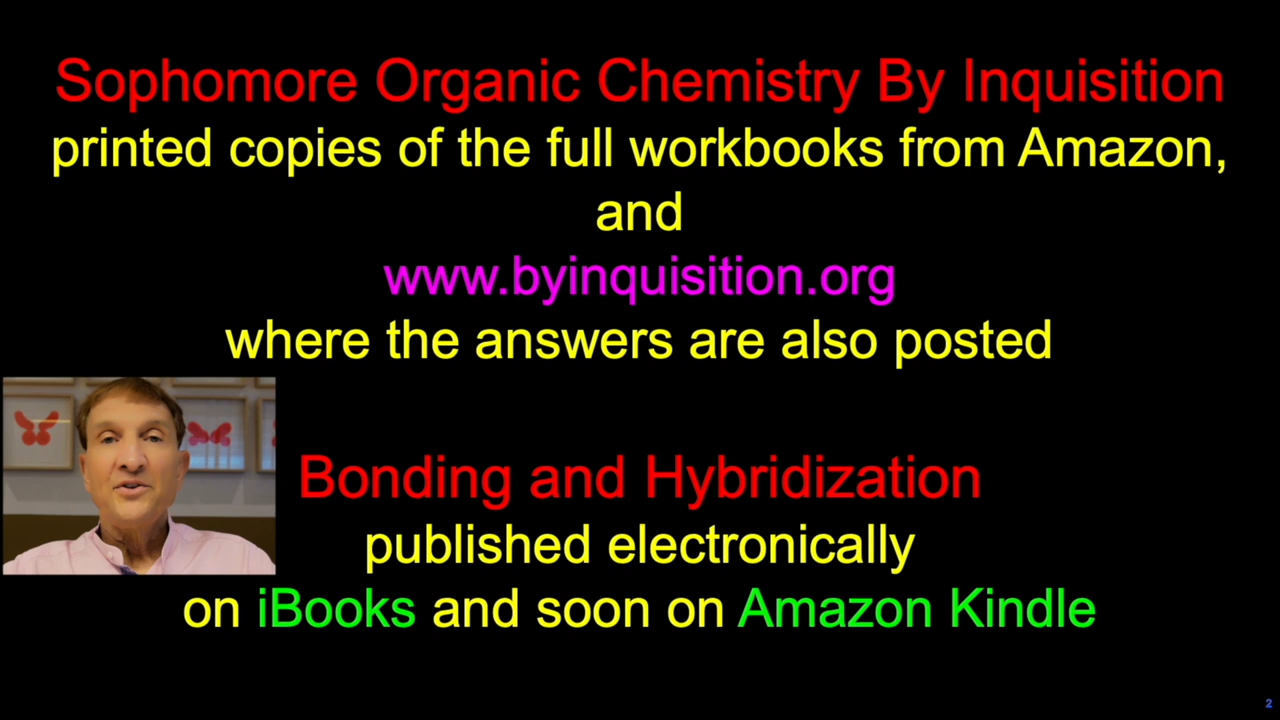 Sophomore Organic Chemistry By Inquisition
printed copies of the full workbooks from Amazon,
and
www.byinquisition.org
where the answers are also posted
Bonding and Hybridization
published electronically
on iBooks and soon on Amazon Kindle
2